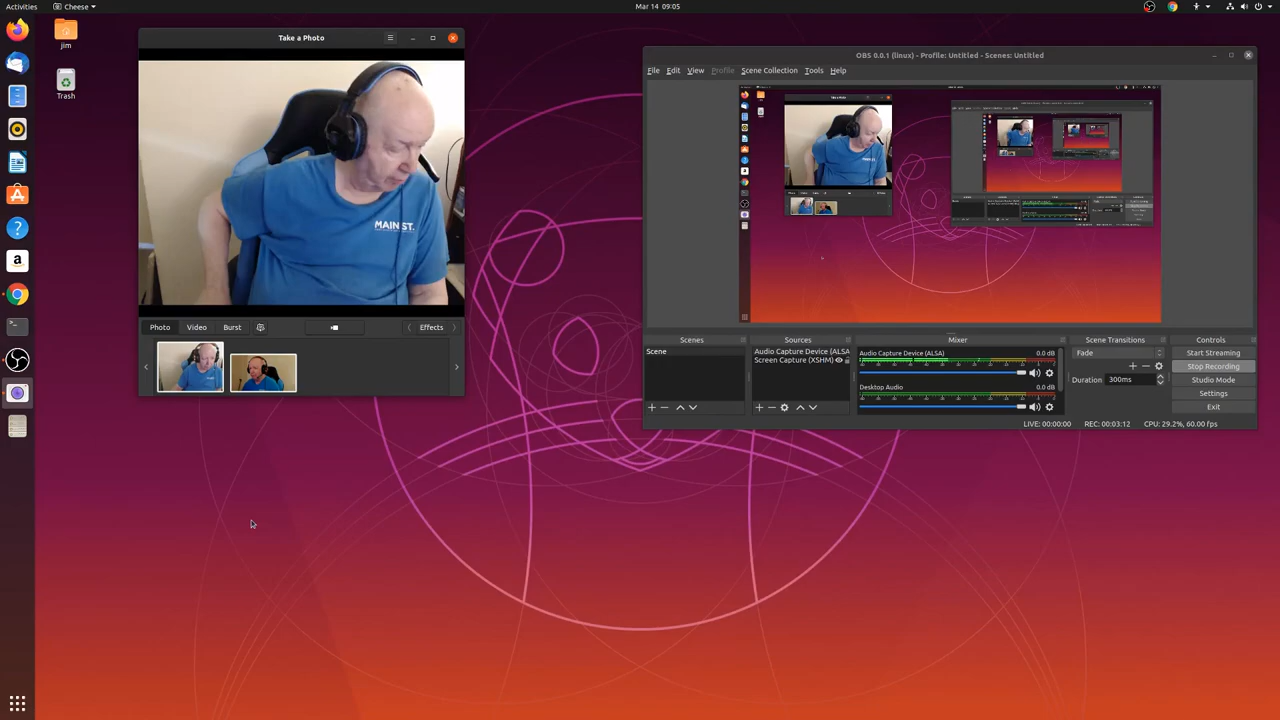 Activities
Cheese
Mar 14 09:05
jim
Trash
Take a Photo
MAIN ST.
Photo
Video
Burst
Effects
OBS 0.0.1 (linux) - Profile: Untitled - Scenes: Untitled
File Edit View Profile Scene Collection Tools Help
Scenes
Scene
Sources
Audio Capture Device (ALSA
Screen Capture (XSHM)
Mixer
Audio Capture Device (ALSA) 0.0 dB
Desktop Audio 0.0 dB
Scene Transitions
Fade
Duration 300ms
Controls
Start Streaming
Stop Recording
Studio Mode
Settings
Exit
LIVE: 00:00:00 REC: 00:03:12 CPU: 29.2%, 60.00 fps